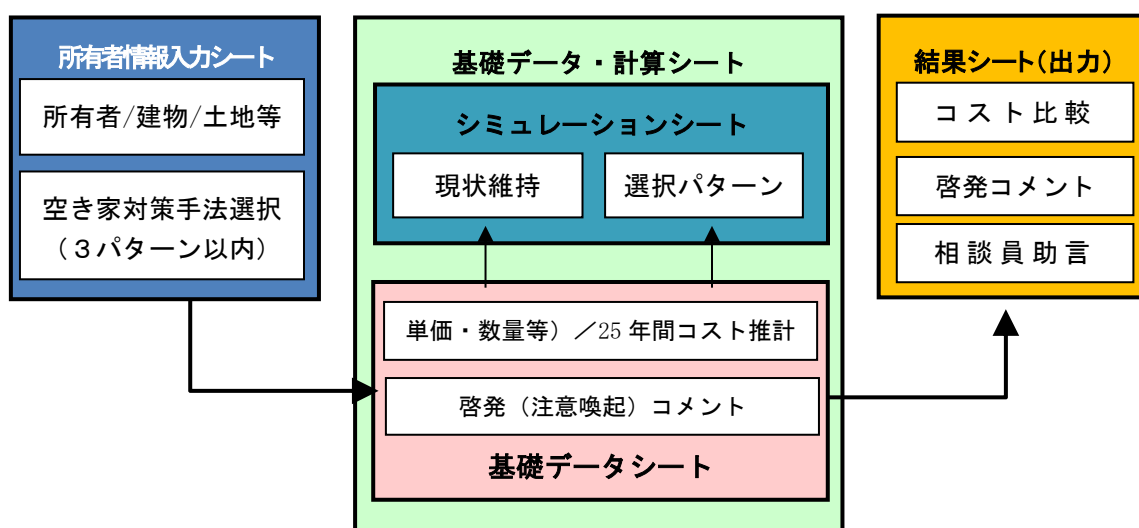 所有者情報入力シート
所有者/建物/土地等
空き家対策手法選択
（３パターン以内）
基礎データ・計算シート
シミュレーションシート
現状維持
選択パターン
単価・数量等）／25年間コスト推計
啓発（注意喚起）コメント
基礎データシート
結果シート（出力）
コスト比較
啓発コメント
相談員助言